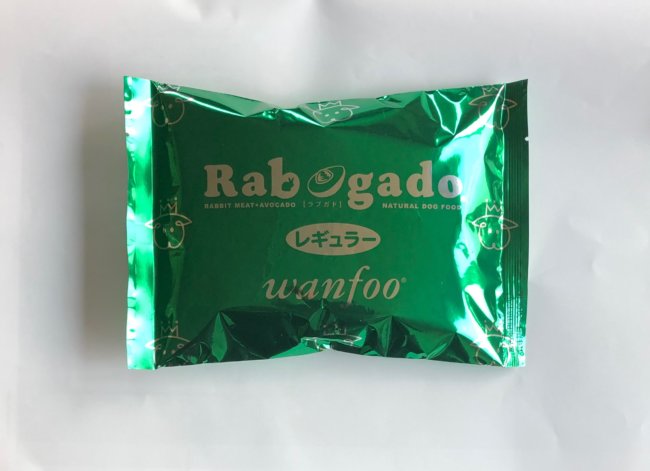 Rabogado
RABBIT MEAT+AVOCADO [ラブガド] NATURAL DOG FOOD
レギュラー
wanfoo®